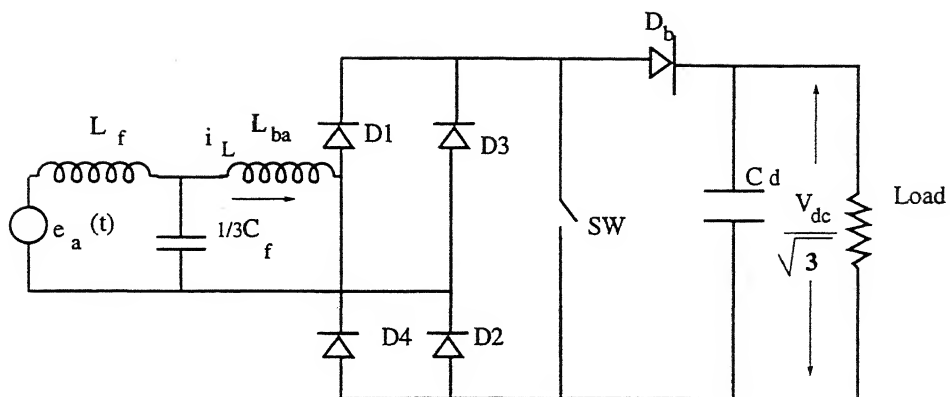 D b
L f
i L
L ba
D1
D3
e a (t)
1/3C f
SW
C d
V dc
√3
Load
D4
D2